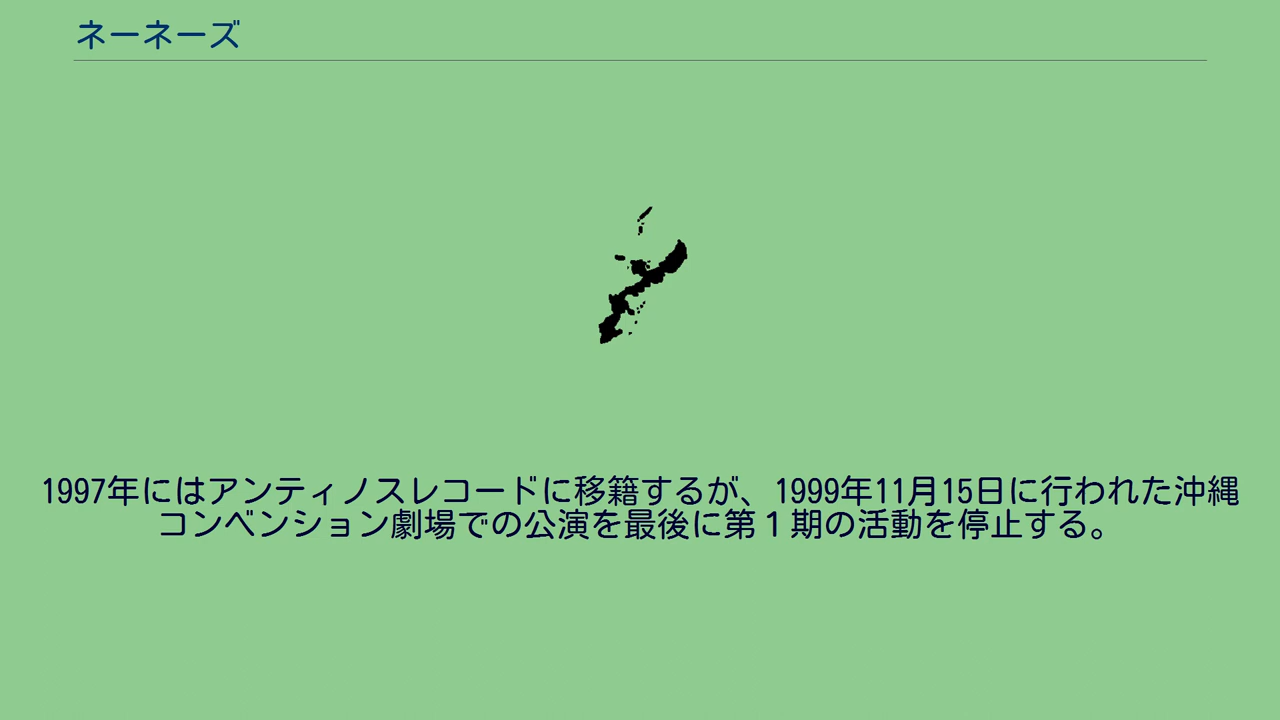 ネーネーズ
1997年にはアンティノスレコードに移籍するが、1999年11月15日に行われた沖縄
コンベンション劇場での公演を最後に第１期の活動を停止する。